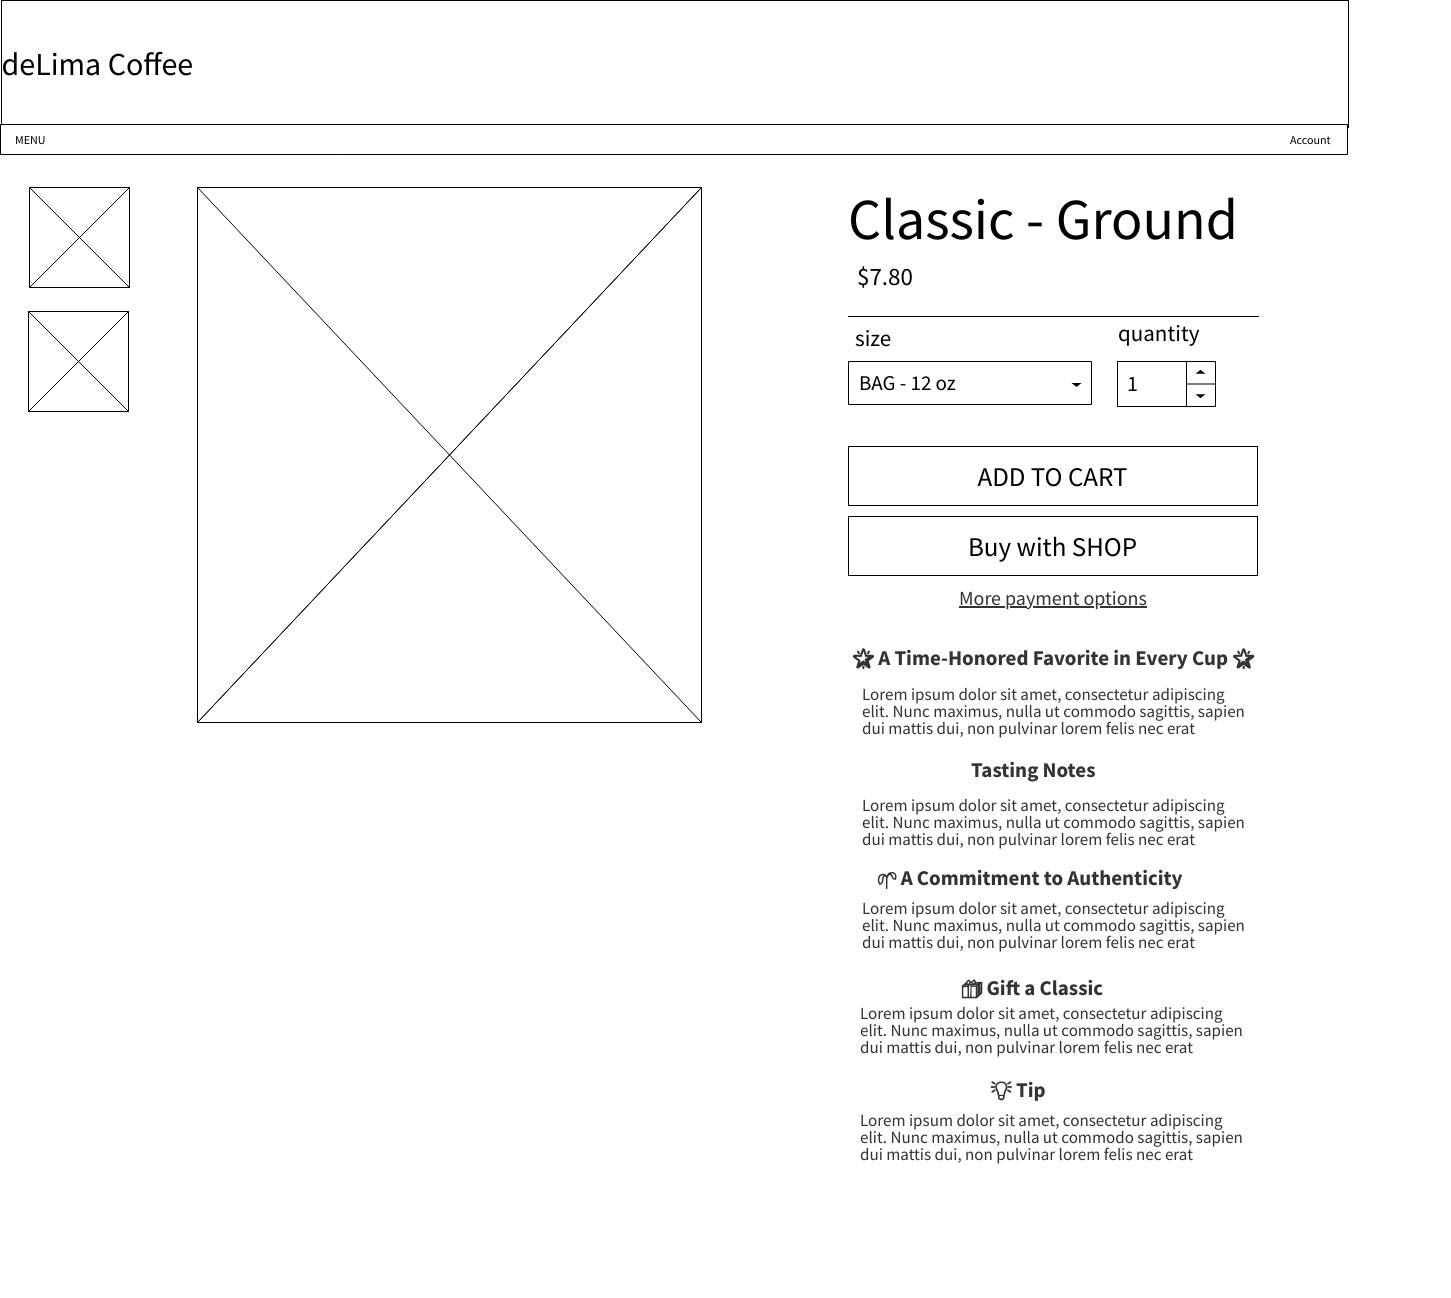 deLima Coffee
MENU
Account
Classic - Ground
$7.80
size
quantity
BAG - 12 oz
1
ADD TO CART
Buy with SHOP
More payment options
🌟 A Time-Honored Favorite in Every Cup 🌟
Lorem ipsum dolor sit amet, consectetur adipiscing
elit. Nunc maximus, nulla ut commodo sagittis, sapien
dui mattis dui, non pulvinar lorem felis nec erat
Tasting Notes
Lorem ipsum dolor sit amet, consectetur adipiscing
elit. Nunc maximus, nulla ut commodo sagittis, sapien
dui mattis dui, non pulvinar lorem felis nec erat
🌱 A Commitment to Authenticity
Lorem ipsum dolor sit amet, consectetur adipiscing
elit. Nunc maximus, nulla ut commodo sagittis, sapien
dui mattis dui, non pulvinar lorem felis nec erat
🎁 Gift a Classic
Lorem ipsum dolor sit amet, consectetur adipiscing
elit. Nunc maximus, nulla ut commodo sagittis, sapien
dui mattis dui, non pulvinar lorem felis nec erat
💡 Tip
Lorem ipsum dolor sit amet, consectetur adipiscing
elit. Nunc maximus, nulla ut commodo sagittis, sapien
dui mattis dui, non pulvinar lorem felis nec erat